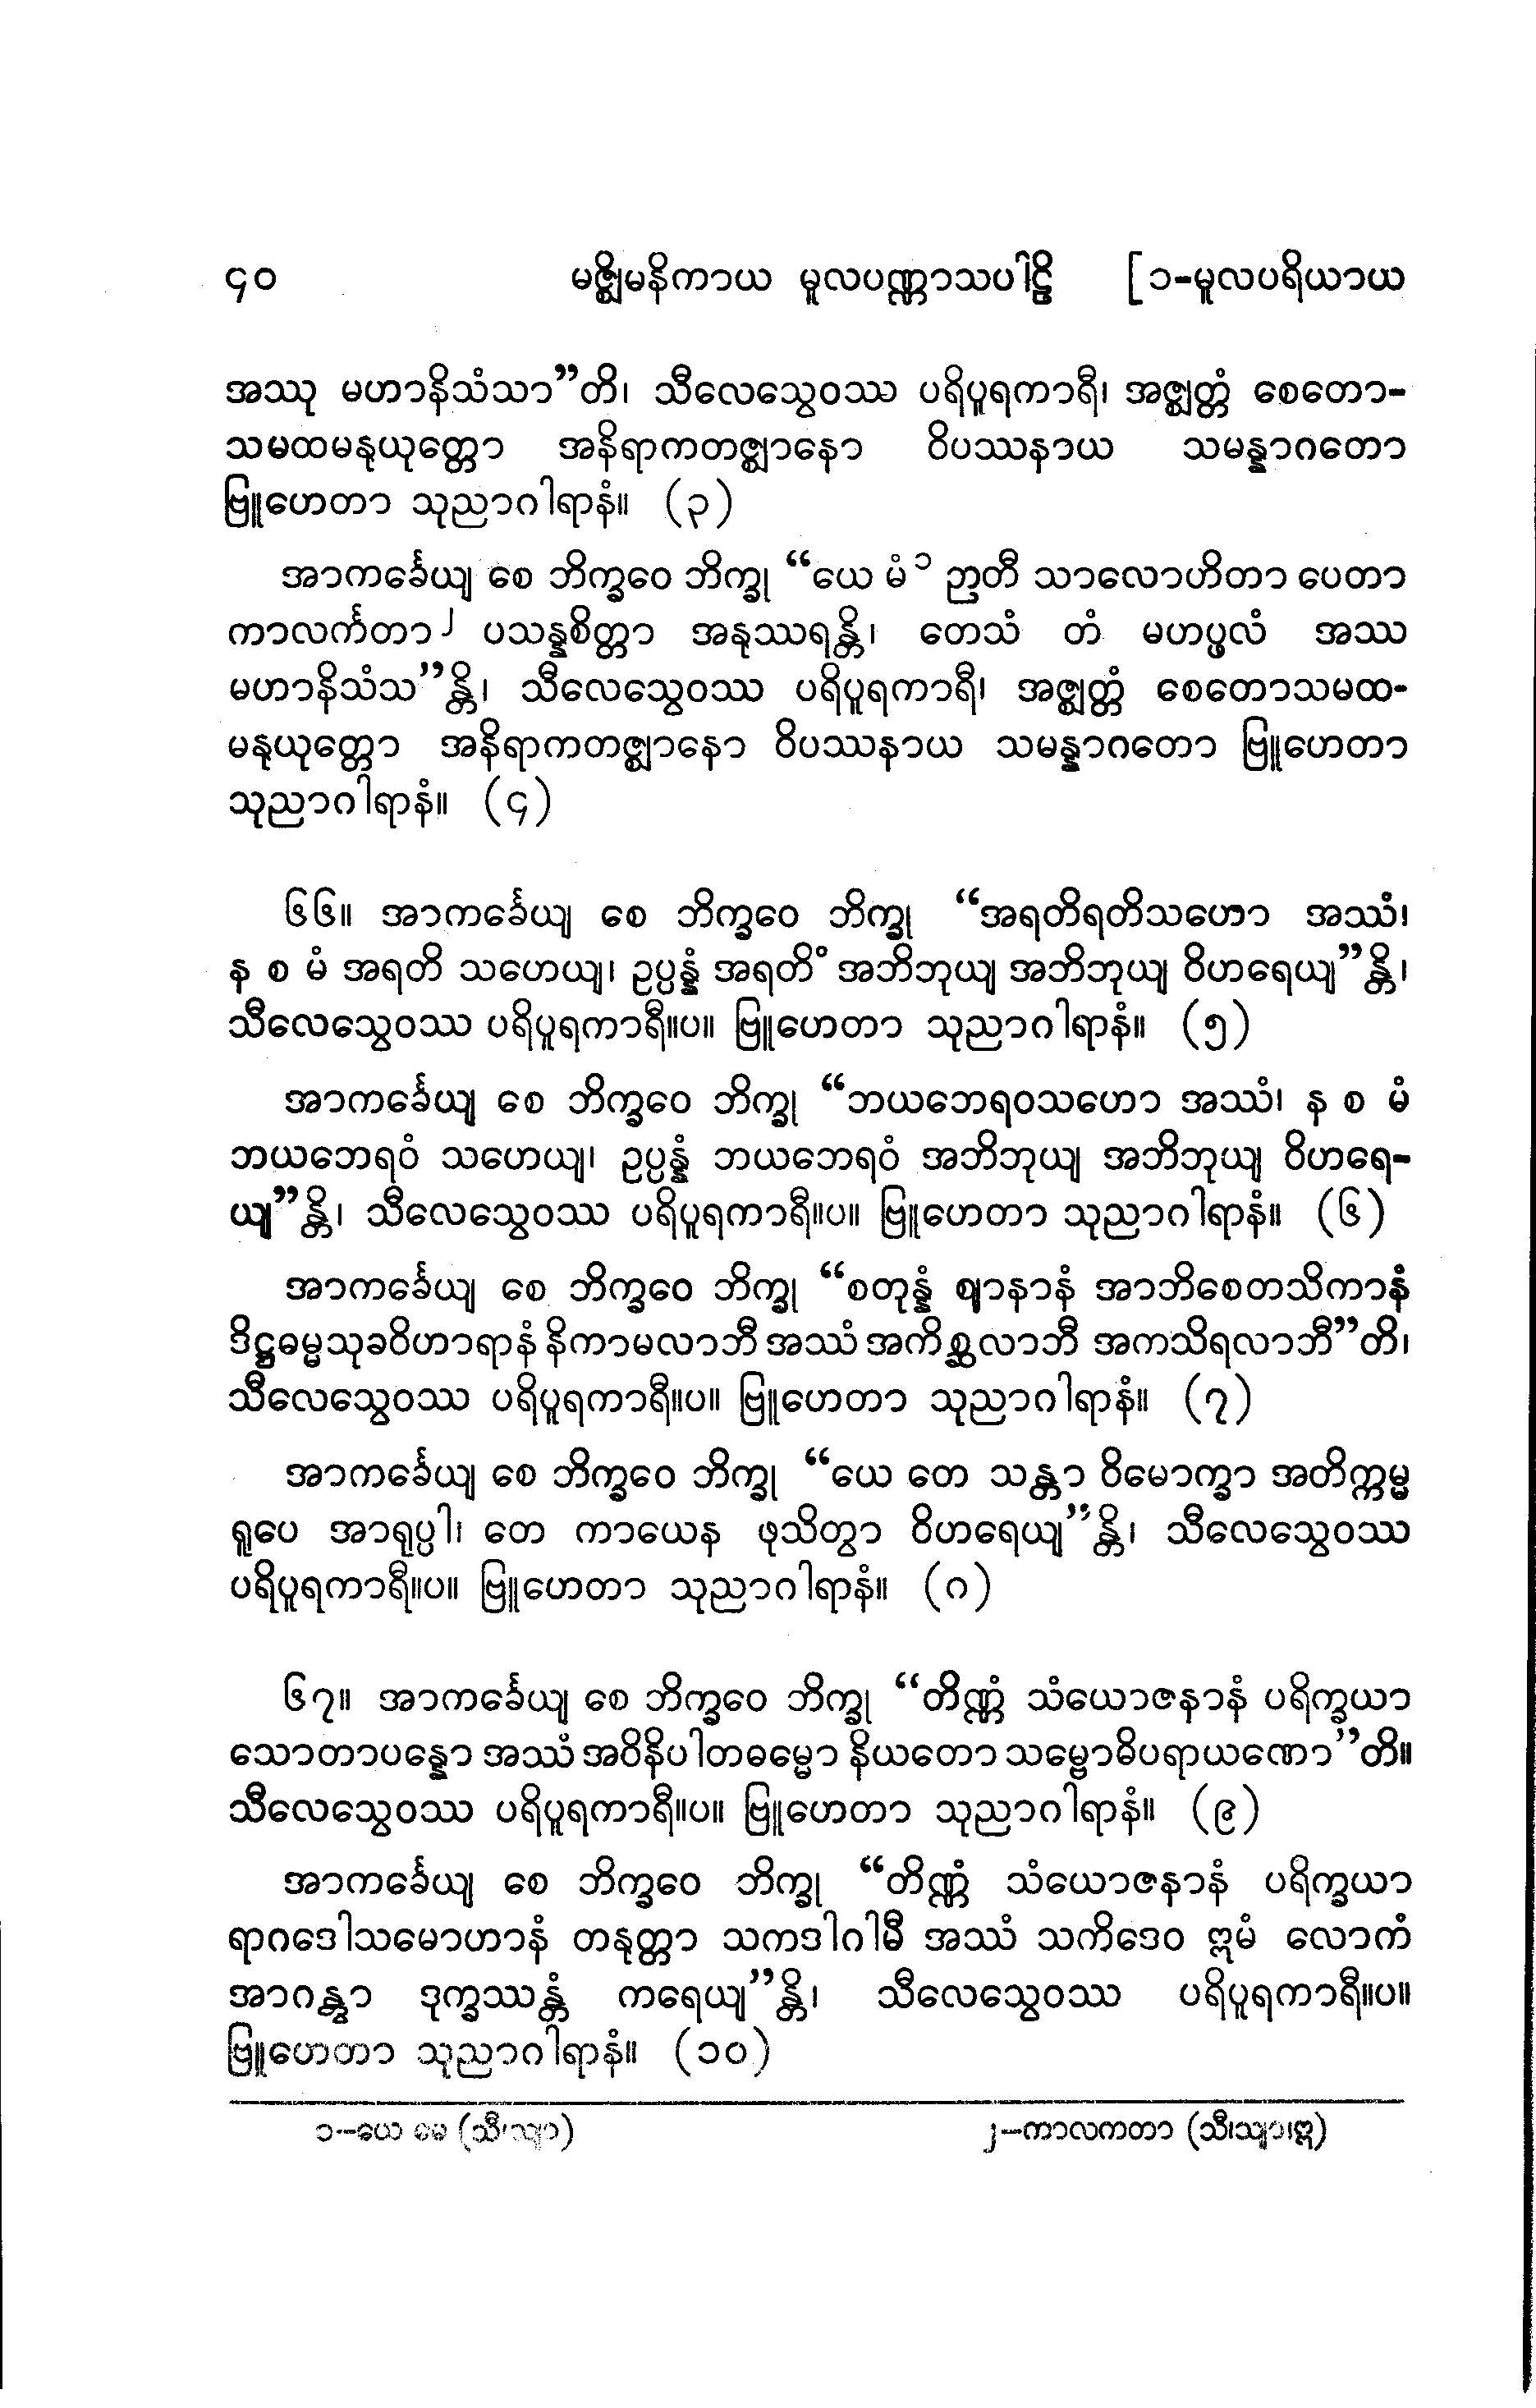 ၄၀ မဇ္ဈိမနိကာယ မူလပဏ္ဏာသပါဠိ [၁-မူလပရိယာယ
အဿု မဟာနိသံသာ”တိ၊ သီလေသွေဝဿ ပရိပူရကာရီ၊ အဇ္ဈတ္တံ စေတော-
သမထမနုယုတ္တော အနိရာကတဇ္ဈာနော ဝိပဿနာယ သမန္နာဂတော
ဗြူဟေတာ သုညာဂါရာနံ။ (၃)
အာကင်္ခေယျ စေ ဘိက္ခဝေ ဘိက္ခု “ယေ မံ၁ ဉာတီ သာလောဟိတာ ပေတာ
ကာလင်္ကတာ၂ ပသန္နစိတ္တာ အနုဿရန္တိ၊ တေသံ တံ မဟပ္ဖလံ အဿ
မဟာနိသံသ”န္တိ၊ သီလေသွေဝဿ ပရိပူရကာရီ၊ အဇ္ဈတ္တံ စေတောသမထ-
မနုယုတ္တော အနိရာကတဇ္ဈာနော ဝိပဿနာယ သမန္နာဂတော ဗြူဟေတာ
သုညာဂါရာနံ။ (၄)
၆၆။ အာကင်္ခေယျ စေ ဘိက္ခဝေ ဘိက္ခု “အရတိရတိသဟော အဿံ၊
န စ မံ အရတိ သဟေယျ၊ ဥပ္ပန္နံ အရတိံ အဘိဘုယျ အဘိဘုယျ ဝိဟရေယျ”န္တိ၊
သီလေသွေဝဿ ပရိပူရကာရီ။ပ။ ဗြူဟေတာ သုညာဂါရာနံ။ (၅)
အာကင်္ခေယျ စေ ဘိက္ခဝေ ဘိက္ခု “ဘယဘေရဝသဟော အဿံ၊ န စ မံ
ဘယဘေရဝံ သဟေယျ၊ ဥပ္ပန္နံ ဘယဘေရဝံ အဘိဘုယျ အဘိဘုယျ ဝိဟရေ-
ယျ”န္တိ၊ သီလေသွေဝဿ ပရိပူရကာရီ။ပ။ ဗြူဟေတာ သုညာဂါရာနံ။ (၆)
အာကင်္ခေယျ စေ ဘိက္ခဝေ ဘိက္ခု “စတုန္နံ ဈာနာနံ အာဘိစေတသိကာနံ
ဒိဋ္ဌဓမ္မသုခဝိဟာရာနံ နိကာမလာဘီ အဿံ အကိစ္ဆလာဘီ အကသိရလာဘီ”တိ၊
သီလေသွေဝဿ ပရိပူရကာရီ။ပ။ ဗြူဟေတာ သုညာဂါရာနံ။ (၇)
အာကင်္ခေယျ စေ ဘိက္ခဝေ ဘိက္ခု “ယေ တေ သန္တာ ဝိမောက္ခာ အတိက္ကမ္မ
ရူပေ အာရုပ္ပါ၊ တေ ကာယေန ဖုသိတွာ ဝိဟရေယျ”န္တိ၊ သီလေသွေဝဿ
ပရိပူရကာရီ။ပ။ ဗြူဟေတာ သုညာဂါရာနံ။ (၈)
၆၇။ အာကင်္ခေယျ စေ ဘိက္ခဝေ ဘိက္ခု “တိဏ္ဏံ သံယောဇနာနံ ပရိက္ခယာ
သောတာပန္နော အဿံ အဝိနိပါတဓမ္မော နိယတော သမ္ဗောဓိပရာယဏော”တိ။
သီလေသွေဝဿ ပရိပူရကာရီ။ပ။ ဗြူဟေတာ သုညာဂါရာနံ။ (၉)
အာကင်္ခေယျ စေ ဘိက္ခဝေ ဘိက္ခု “တိဏ္ဏံ သံယောဇနာနံ ပရိက္ခယာ
ရာဂဒေါသမောဟာနံ တနုတ္တာ သကဒါဂါမီ အဿံ သကိဒေဝ ဣမံ လောကံ
အာဂန္တွာ ဒုက္ခဿန္တံ ကရေယျ”န္တိ၊ သီလေသွေဝဿ ပရိပူရကာရီ။ပ။
ဗြူဟေတာ သုညာဂါရာနံ။ (၁၀)
၁-ယေ မေ (သီ၊သျာ) ၂-ကာလကတာ (သီ၊သျာ၊ဣ)